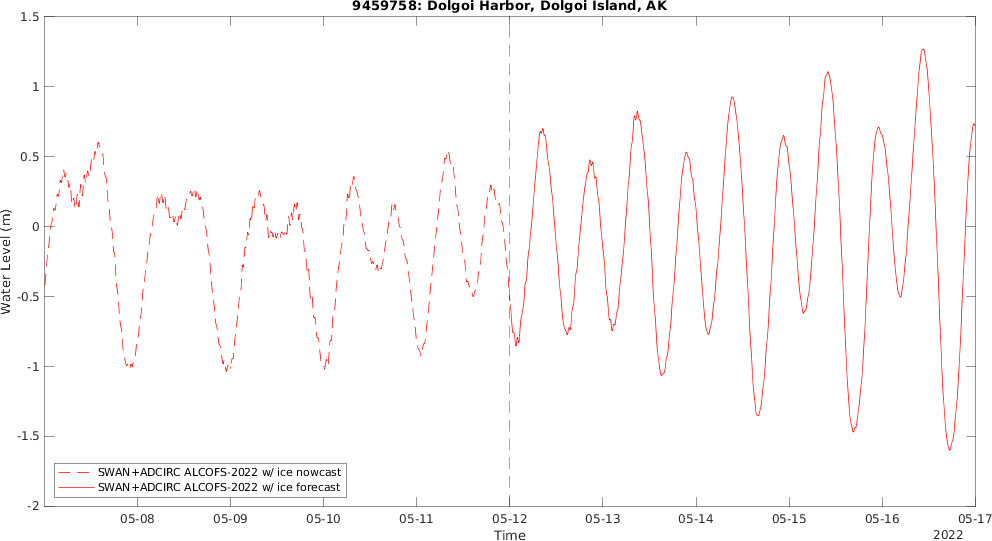 9459758: Dolgoi Harbor, Dolgoi Island, AK
1.5
1
0.5
0
-0.5
-1
-1.5
-2
Water Level (m)
SWAN+ADCIRC ALCOFS-2022 w/ ice nowcast
SWAN+ADCIRC ALCOFS-2022 w/ ice forecast
05-08 05-09 05-10 05-11 05-12 05-13 05-14 05-15 05-16 05-17
Time
2022